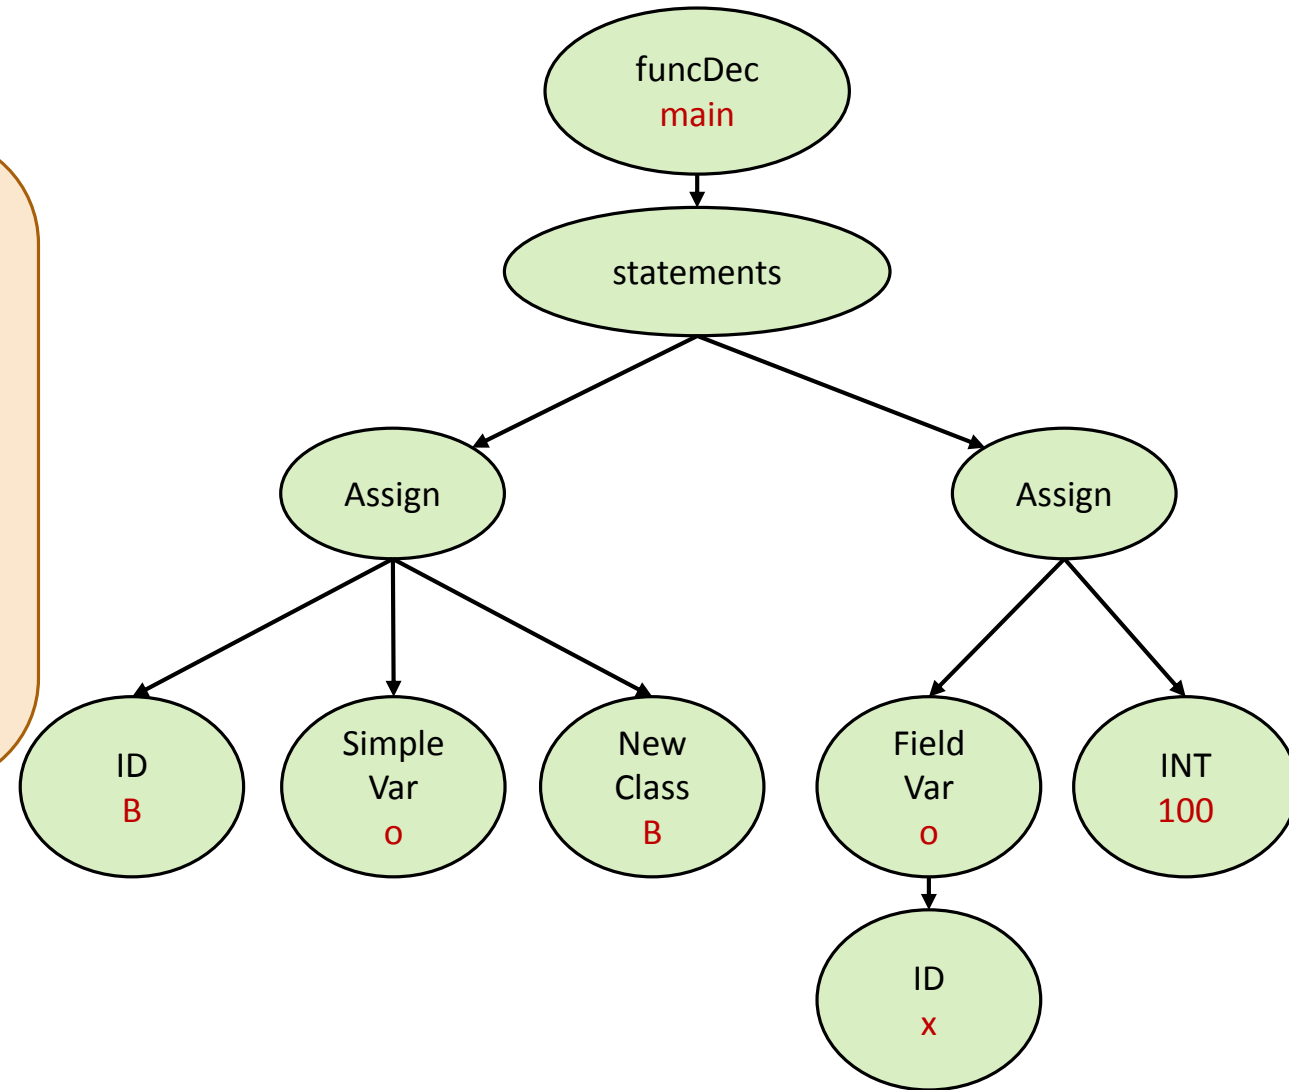 funcDec
main
statements
Assign
Assign
ID
B
Simple
Var
o
New
Class
B
Field
Var
o
INT
100
ID
x